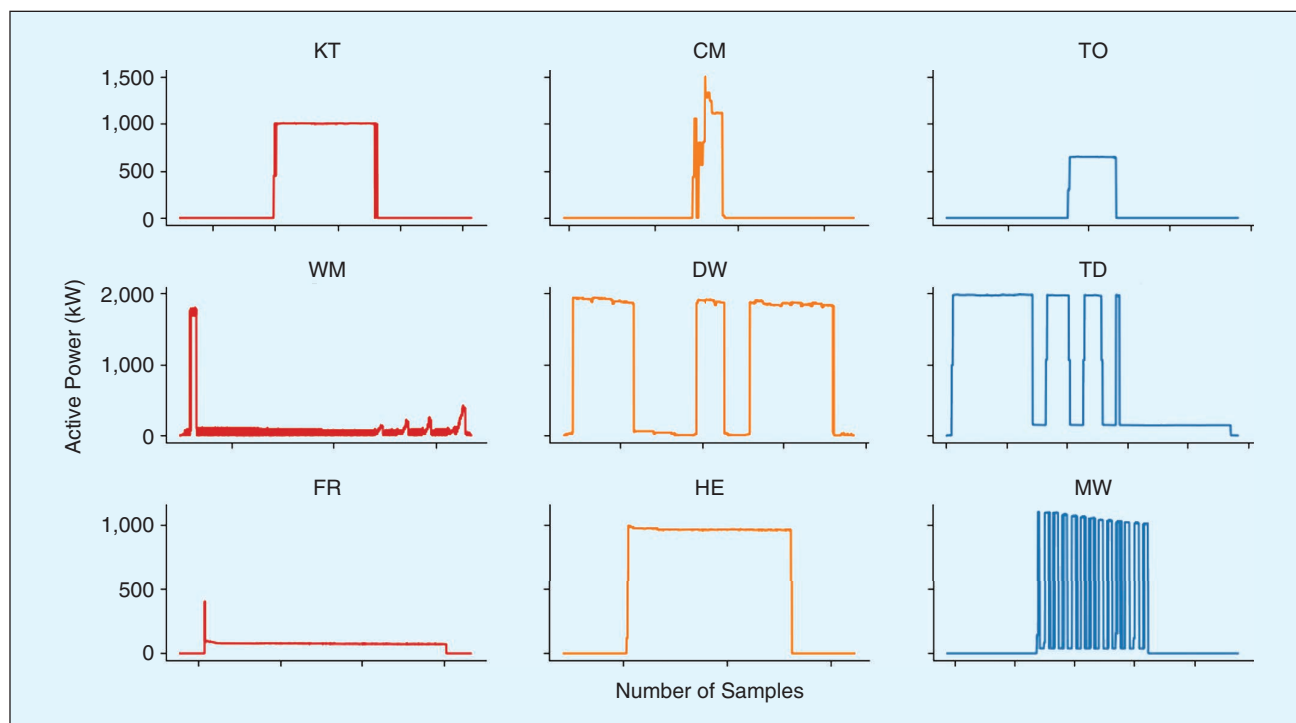 KT CM TO
1,500
1,000
500
0
WM DW TD
2,000
1,000
0
FR HE MW
1,000
500
0
Active Power (kW)
Number of Samples